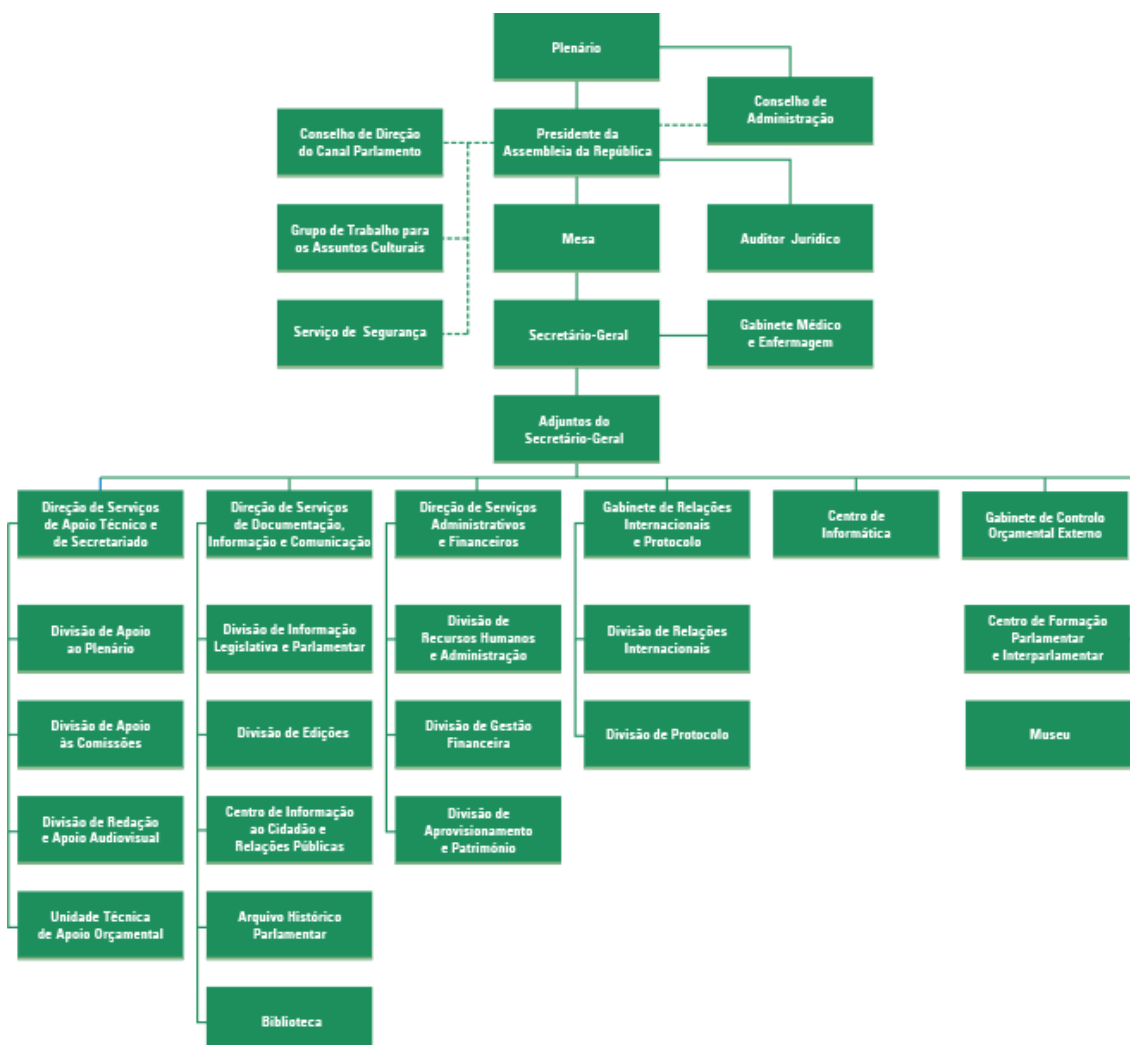 Plenário
Conselho de
Administração
Conselho de Direção
do Canal Parlamento
Presidente da
Assembleia da República
Grupo de Trabalho para
os Assuntos Culturais
Mesa
Auditor Jurídico
Serviço de Segurança
Secretário-Geral
Gabinete Médico
e Enfermagem
Adjuntos do
Secretário-Geral
Direção de Serviços
de Apoio Técnico e
de Secretariado
Direção de Serviços
de Documentação,
Informação e Comunicação
Direção de Serviços
Administrativos
e Financeiros
Gabinete de Relações
Internacionais
e Protocolo
Centro de
Informática
Gabinete de Controlo
Orçamental Externo
Divisão de Apoio
ao Plenário
Divisão de Informação
Legislativa e Parlamentar
Divisão de
Recursos Humanos
e Administração
Divisão de Relações
Internacionais
Centro de Formação
Parlamentar
e Interparlamentar
Divisão de Apoio
às Comissões
Divisão de Edições
Divisão de Gestão
Financeira
Divisão de Protocolo
Museu
Divisão de Redação
e Apoio Audiovisual
Centro de Informação
ao Cidadão e
Relações Públicas
Divisão de
Aprovisionamento
e Património
Unidade Técnica
de Apoio Orçamental
Arquivo Histórico
Parlamentar
Biblioteca